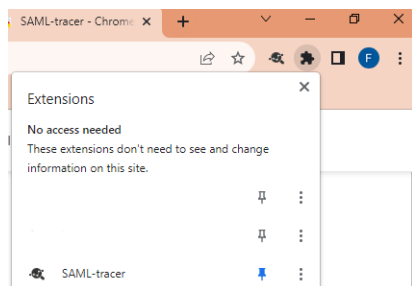 SAML-tracer - Chrome
F
Extensions
No access needed
These extensions don't need to see and change
information on this site.
SAML-tracer